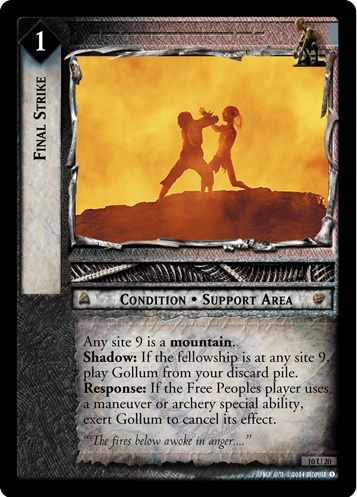 1
FINAL STRIKE
CONDITION • SUPPORT AREA
Any site 9 is a mountain.
Shadow: If the fellowship is at any site 9,
play Gollum from your discard pile.
Response: If the Free Peoples player uses
a maneuver or archery special ability,
exert Gollum to cancel its effect.
"The fires below awoke in anger...."
10 U 20